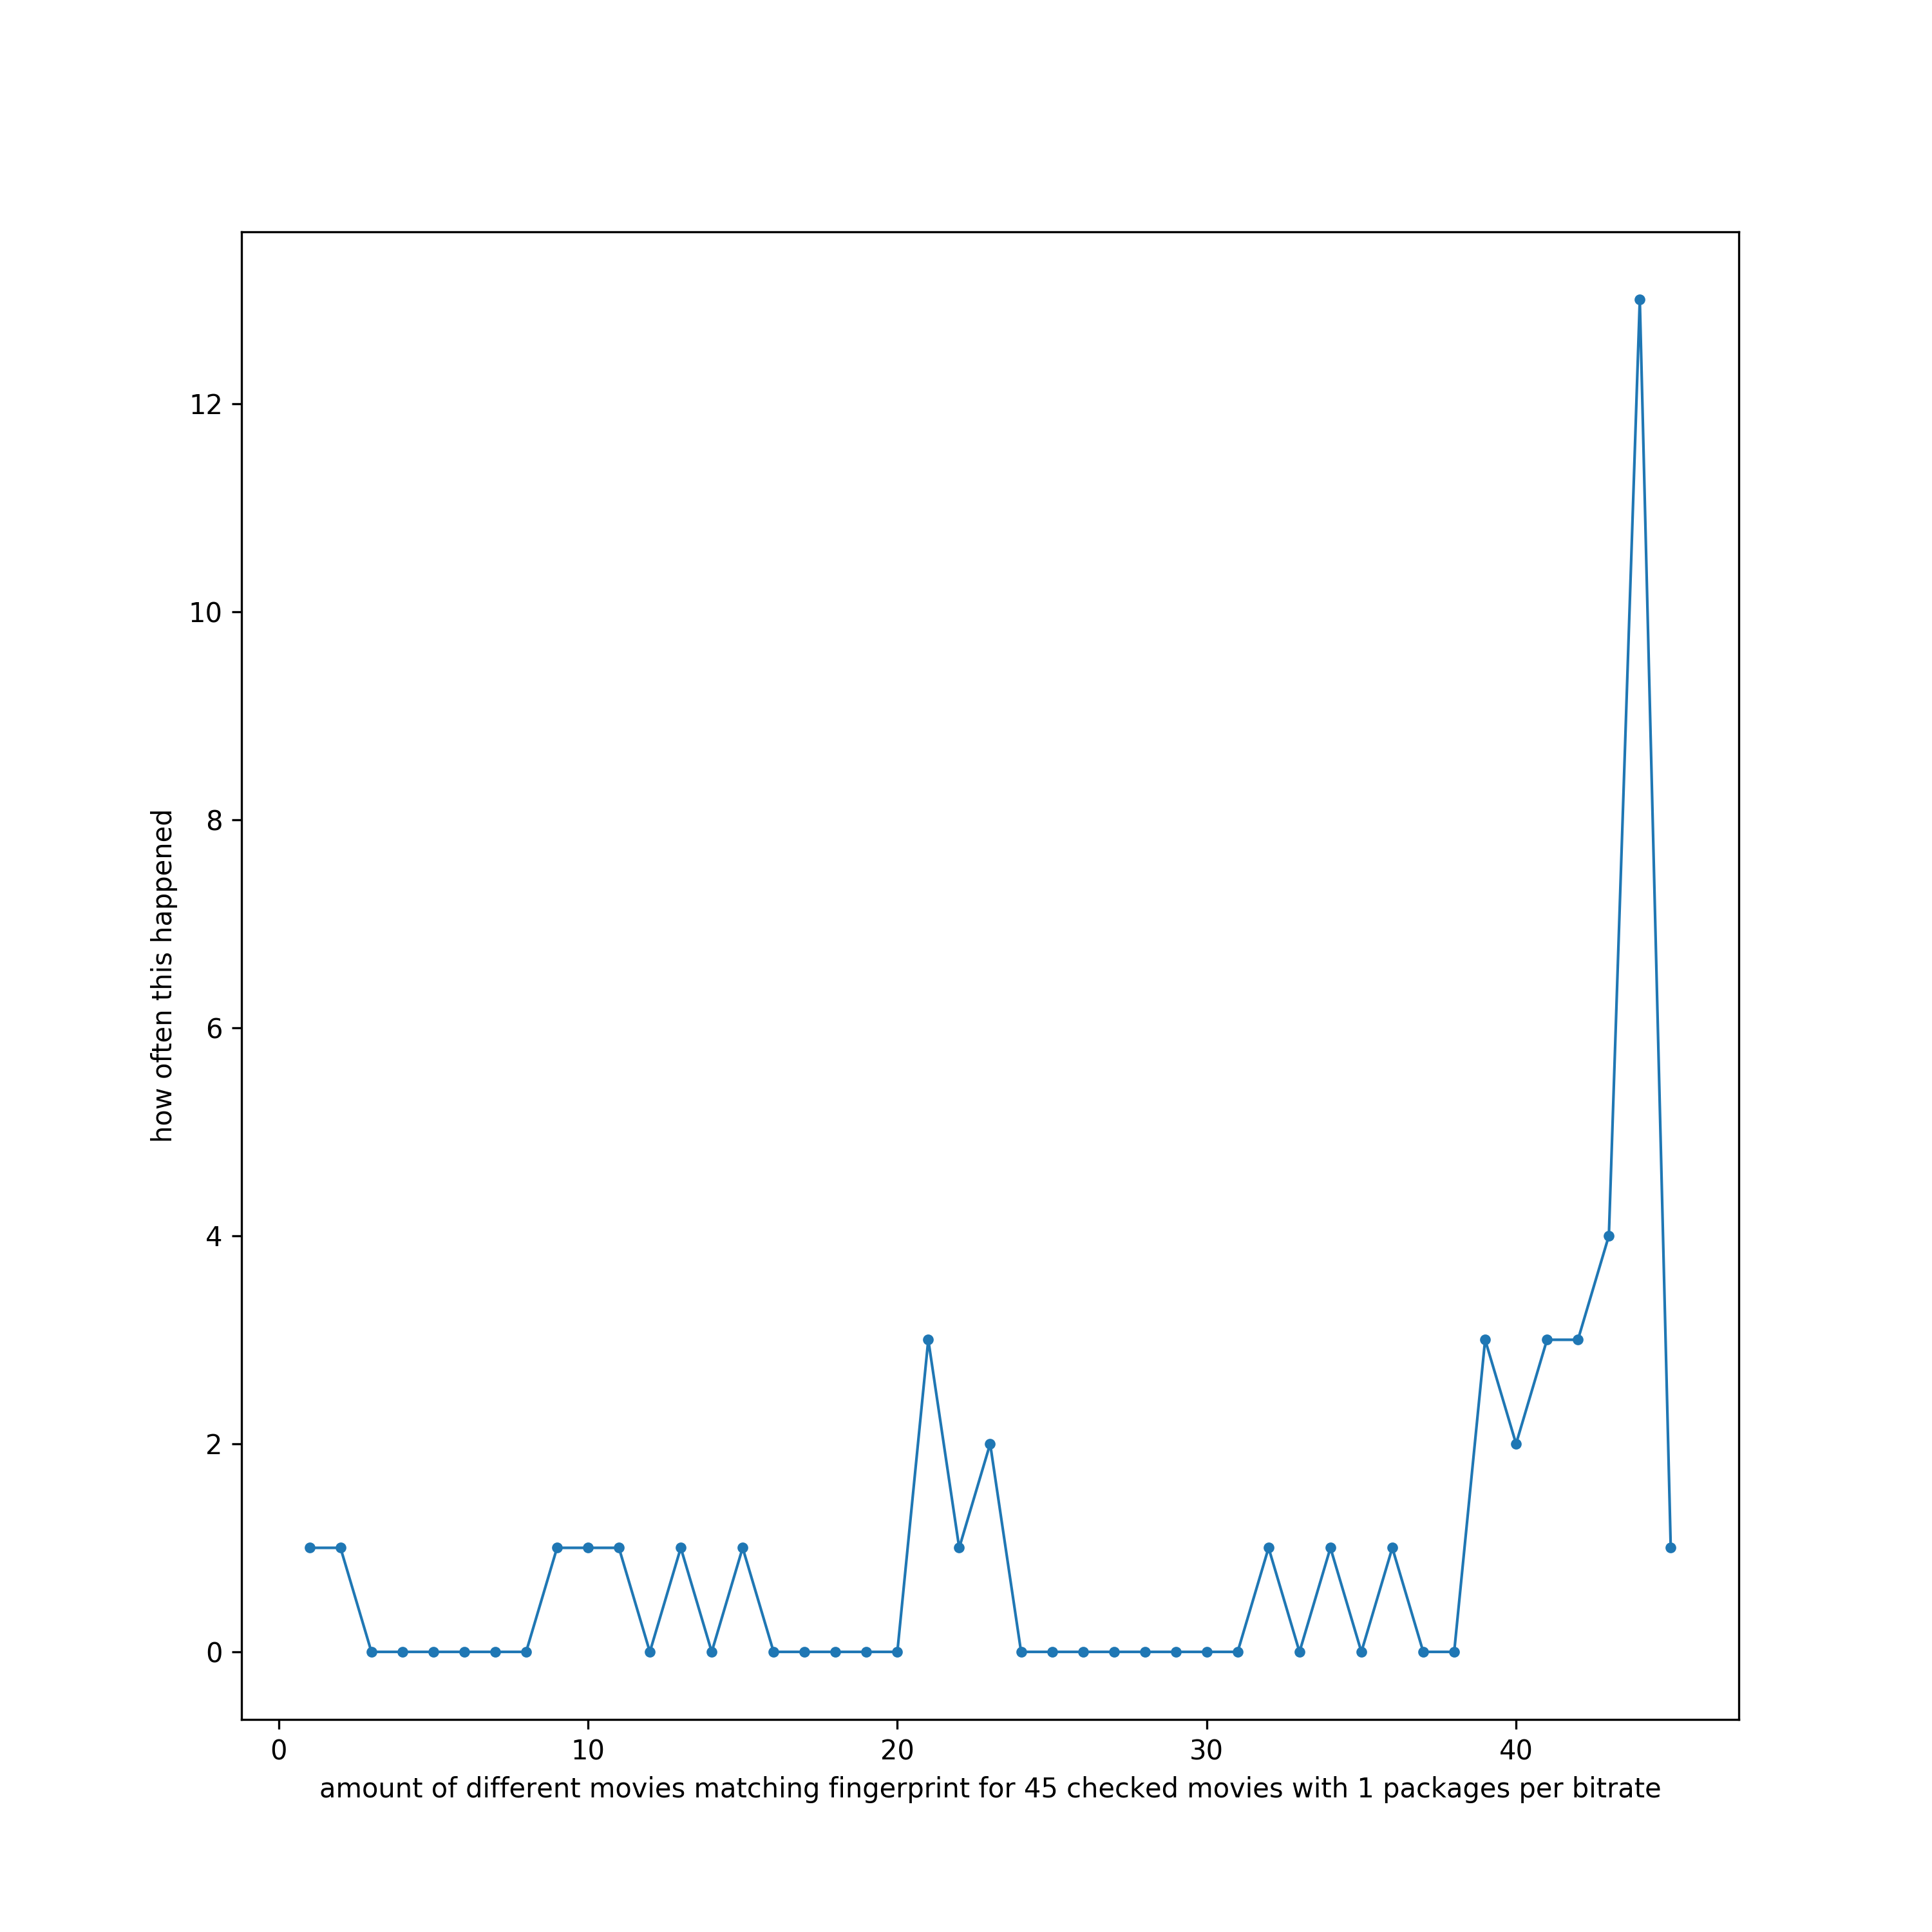 12
10
8
6
4
2
0
how often this happened
0 10 20 30 40
amount of different movies matching fingerprint for 45 checked movies with 1 packages per bitrate